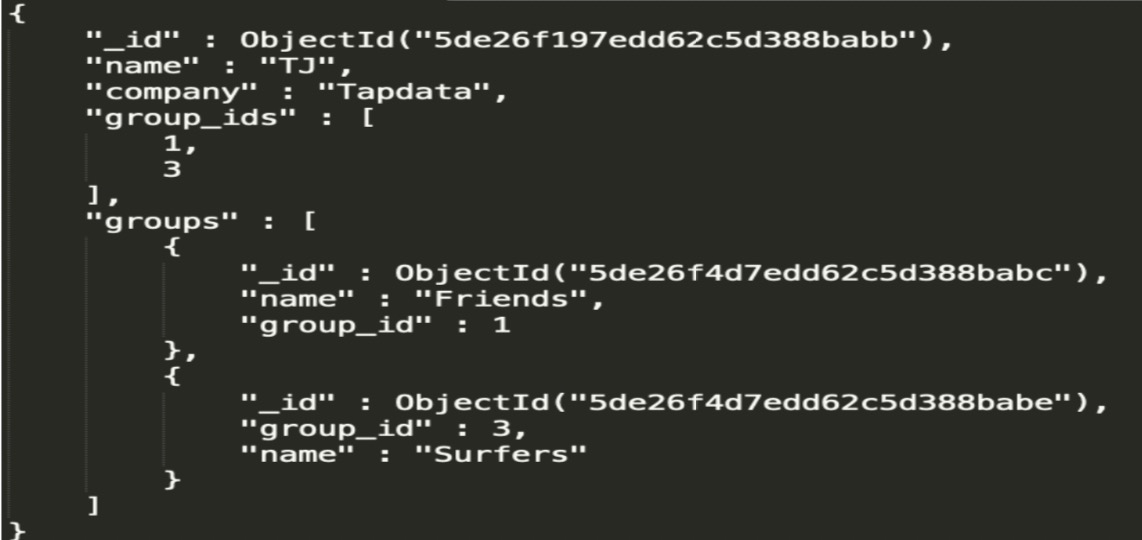 {
    "_id" : ObjectId("5de26f197edd62c5d388babb"),
    "name" : "TJ",
    "company" : "Tapdata",
    "group_ids" : [
        1,
        3
    ],
    "groups" : [
        {
            "_id" : ObjectId("5de26f4d7edd62c5d388babc"),
            "name" : "Friends",
            "group_id" : 1
        },
        {
            "_id" : ObjectId("5de26f4d7edd62c5d388babe"),
            "group_id" : 3,
            "name" : "Surfers"
        }
    ]
}